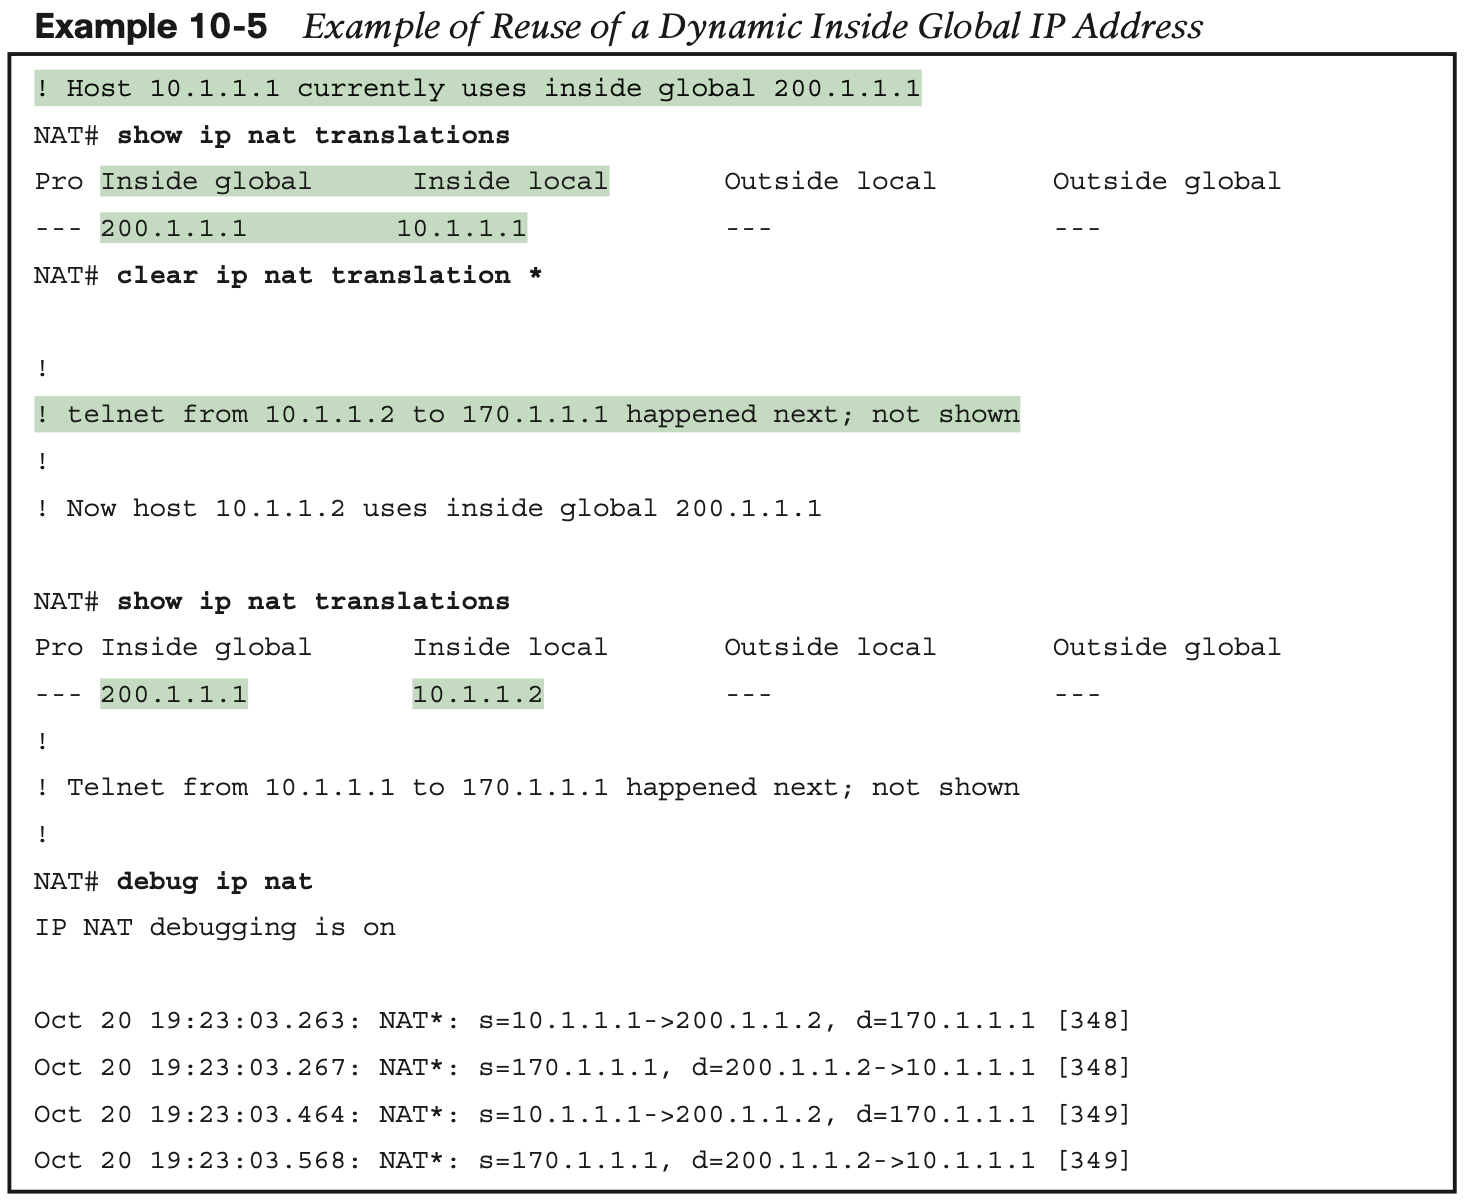 Example 10-5 Example of Reuse of a Dynamic Inside Global IP Address
! Host 10.1.1.1 currently uses inside global 200.1.1.1
NAT# show ip nat translations
Pro Inside global      Inside local       Outside local       Outside global
--- 200.1.1.1         10.1.1.1            ---                 ---
NAT# clear ip nat translation *
!
! telnet from 10.1.1.2 to 170.1.1.1 happened next; not shown
!
! Now host 10.1.1.2 uses inside global 200.1.1.1
NAT# show ip nat translations
Pro Inside global      Inside local       Outside local       Outside global
--- 200.1.1.1          10.1.1.2           ---                 ---
!
! Telnet from 10.1.1.1 to 170.1.1.1 happened next; not shown
!
NAT# debug ip nat
IP NAT debugging is on
Oct 20 19:23:03.263: NAT*: s=10.1.1.1->200.1.1.2, d=170.1.1.1 [348]
Oct 20 19:23:03.267: NAT*: s=170.1.1.1, d=200.1.1.2->10.1.1.1 [348]
Oct 20 19:23:03.464: NAT*: s=10.1.1.1->200.1.1.2, d=170.1.1.1 [349]
Oct 20 19:23:03.568: NAT*: s=170.1.1.1, d=200.1.1.2->10.1.1.1 [349]